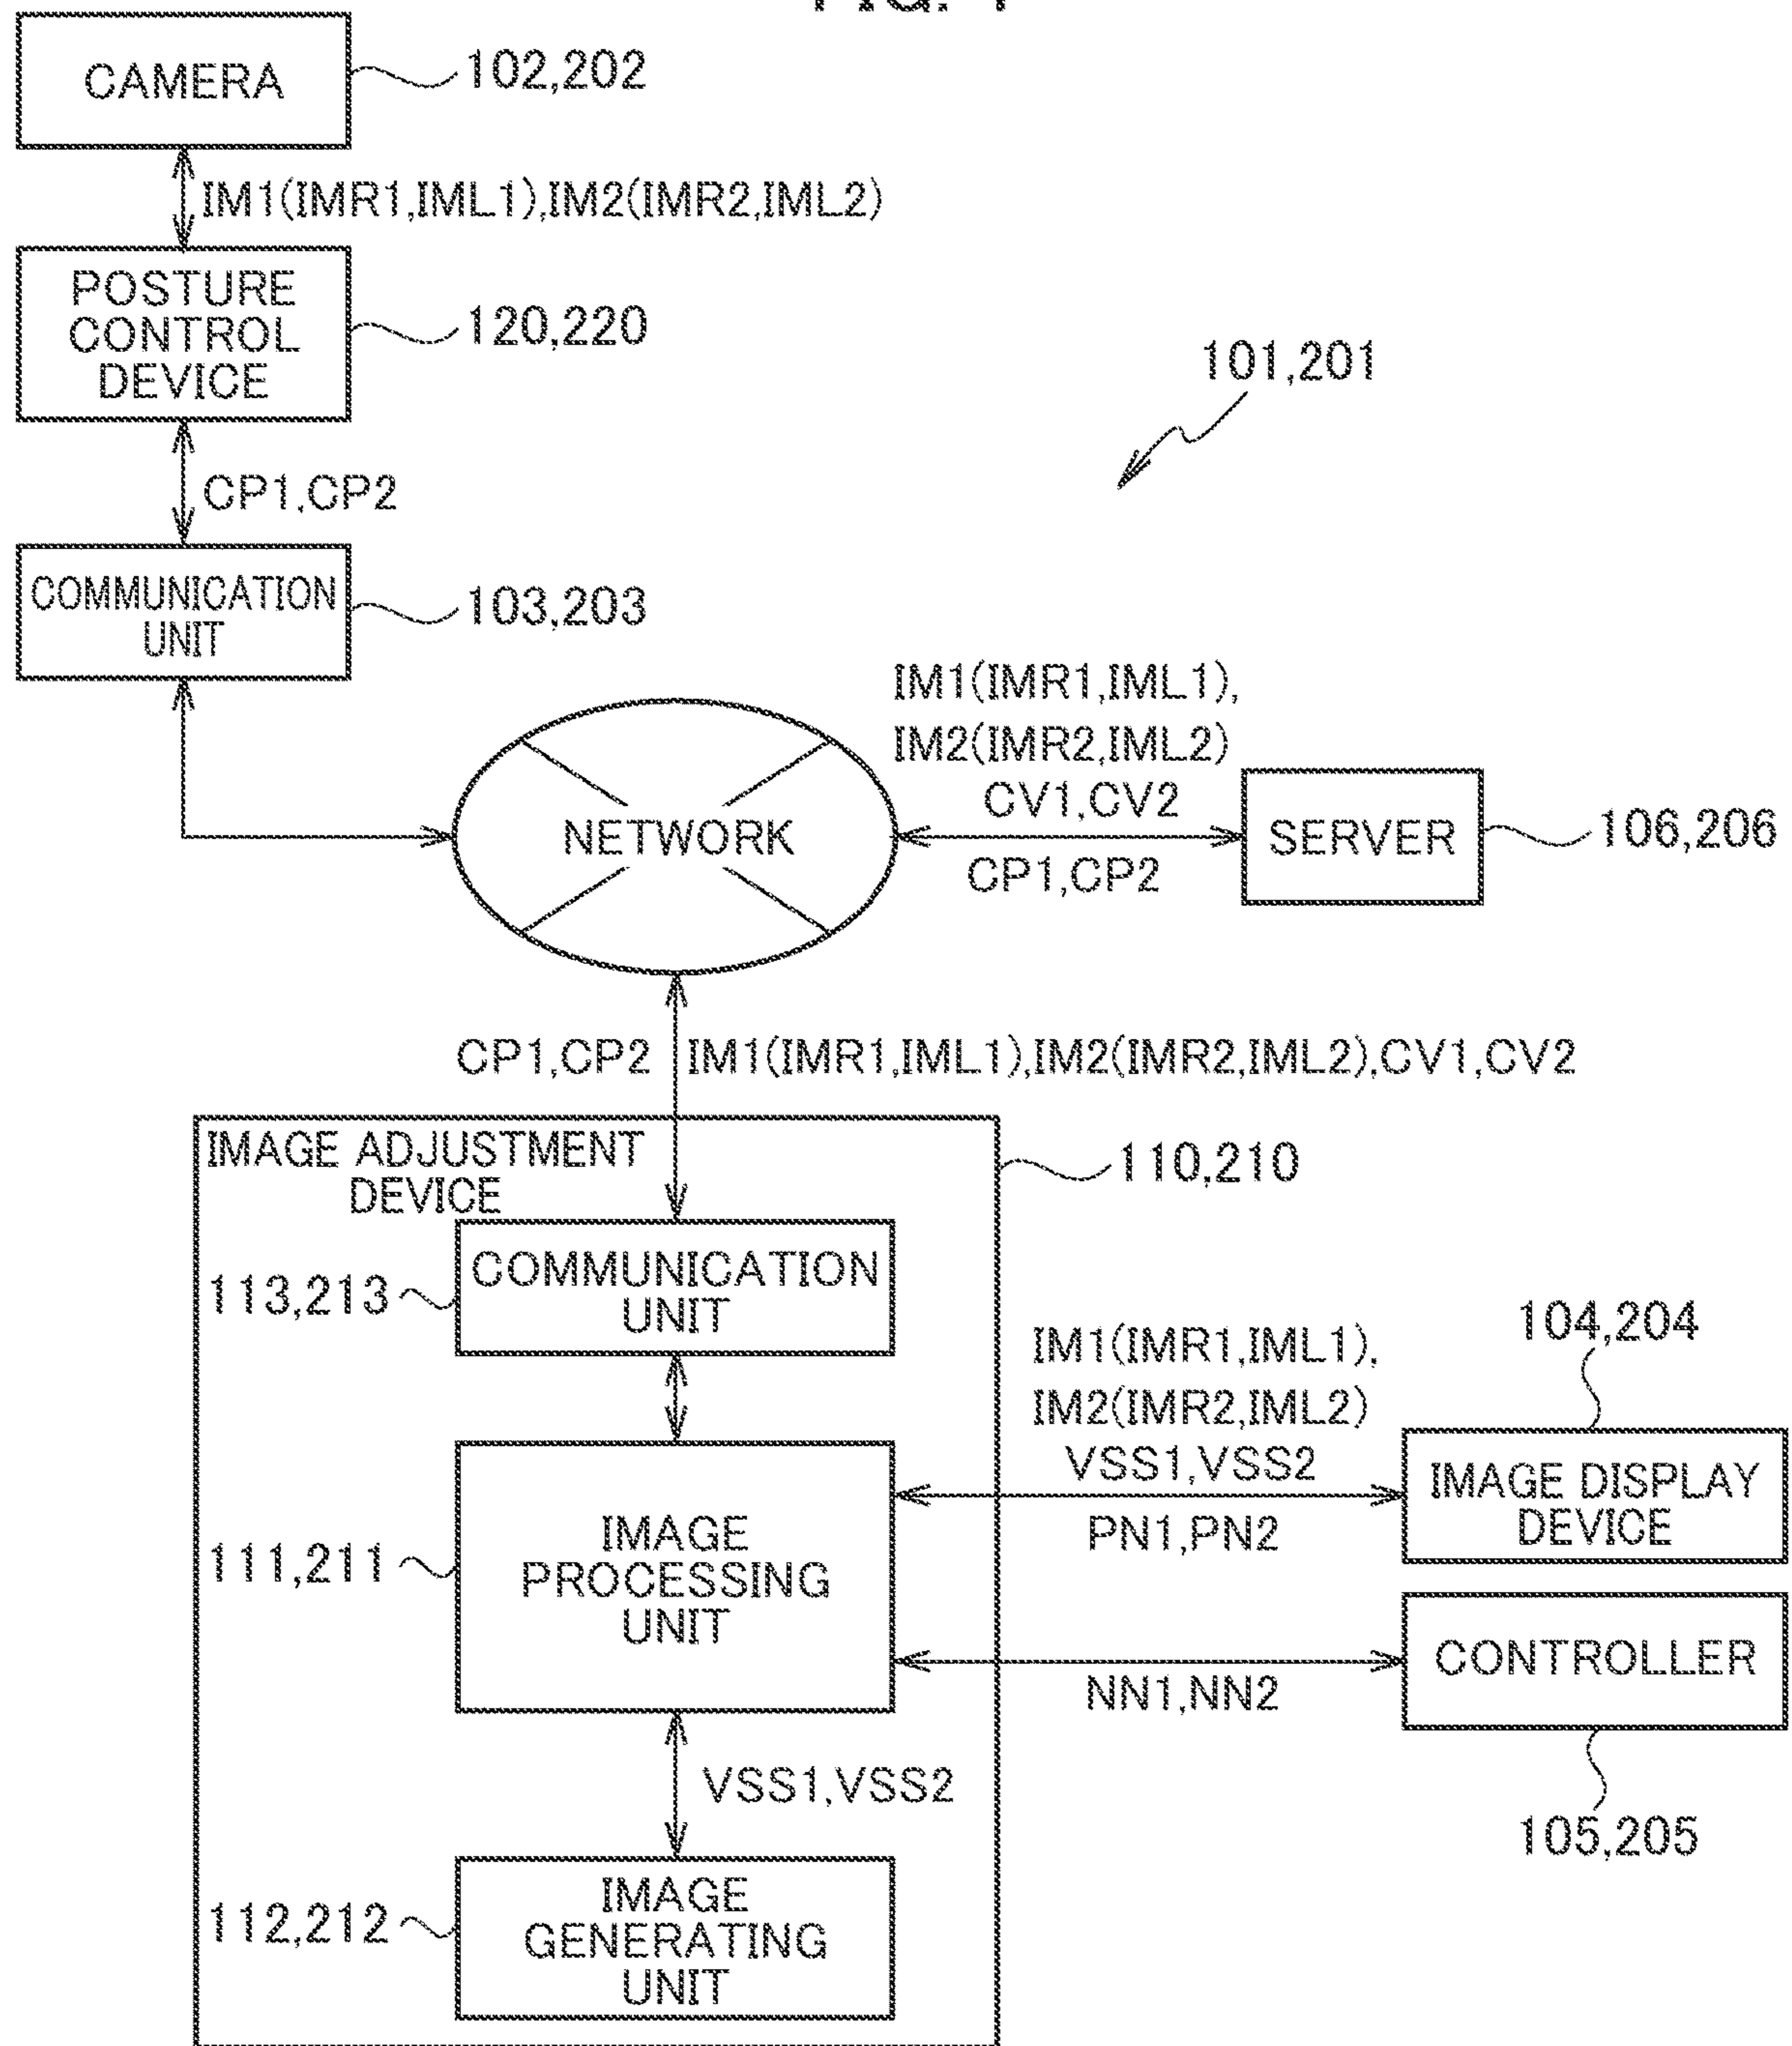 CAMERA
102,202
IM1(IMR1,IML1),IM2(IMR2,IML2)
POSTURE
CONTROL
DEVICE
120,220
101,201
CP1,CP2
COMMUNICATION
UNIT
103,203
IM1(IMR1,IML1),
IM2(IMR2,IML2)
CV1,CV2
NETWORK
SERVER
106,206
CP1,CP2
CP1,CP2
IM1(IMR1,IML1),IM2(IMR2,IML2),CV1,CV2
IMAGE ADJUSTMENT
DEVICE
110,210
COMMUNICATION
UNIT
113,213
IM1(IMR1,IML1),
IM2(IMR2,IML2)
VSS1,VSS2
104,204
IMAGE DISPLAY
DEVICE
PN1,PN2
IMAGE
PROCESSING
UNIT
111,211
CONTROLLER
NN1,NN2
105,205
VSS1,VSS2
IMAGE
GENERATING
UNIT
112,212